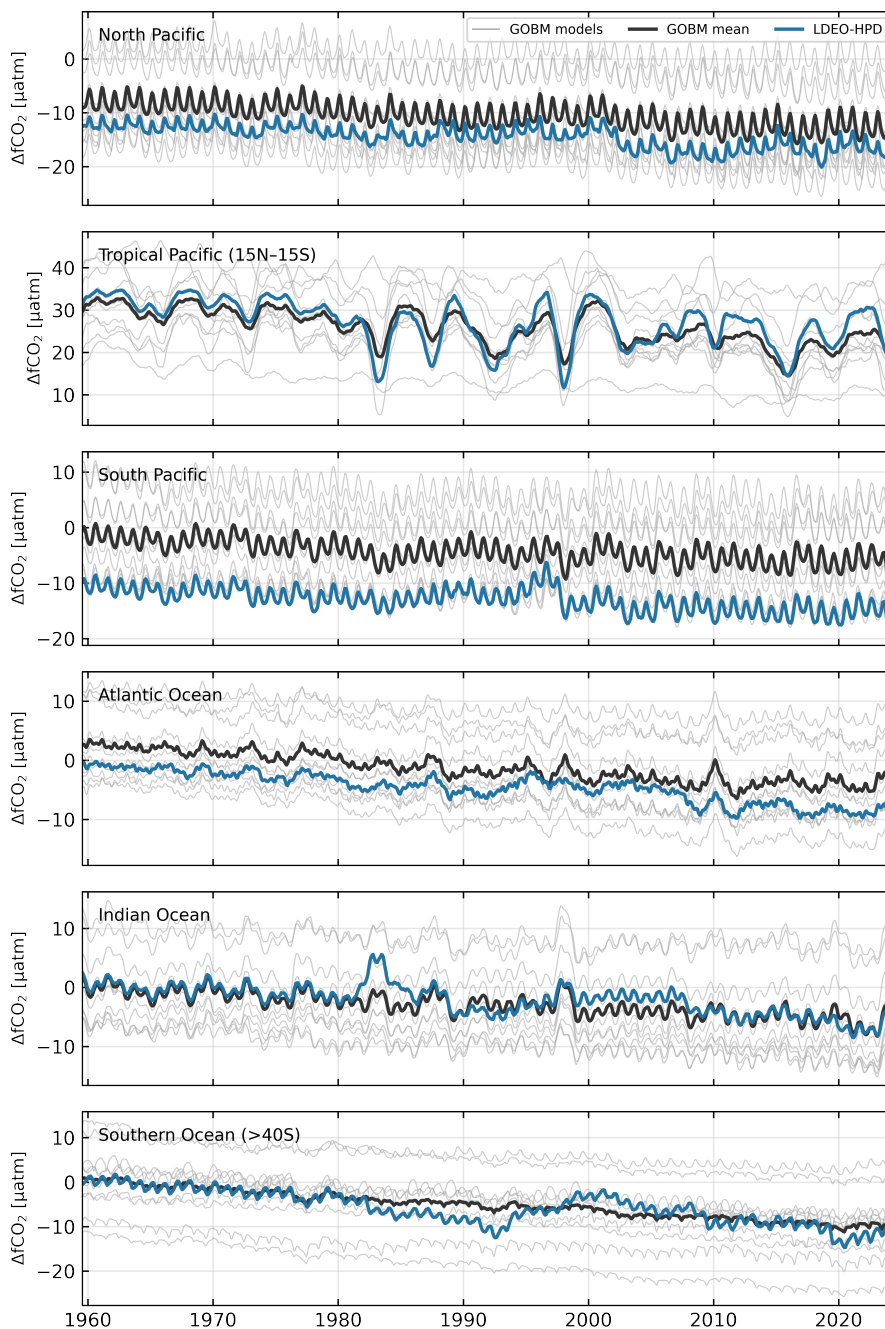 North Pacific
GOBM models GOBM mean LDEO-HPD
0
−10
−20
ΔfCO₂ [μatm]
Tropical Pacific (15N–15S)
40
30
20
10
ΔfCO₂ [μatm]
South Pacific
10
0
−10
−20
ΔfCO₂ [μatm]
Atlantic Ocean
10
0
−10
ΔfCO₂ [μatm]
Indian Ocean
10
0
−10
ΔfCO₂ [μatm]
Southern Ocean (>40S)
10
0
−10
−20
ΔfCO₂ [μatm]
1960 1970 1980 1990 2000 2010 2020